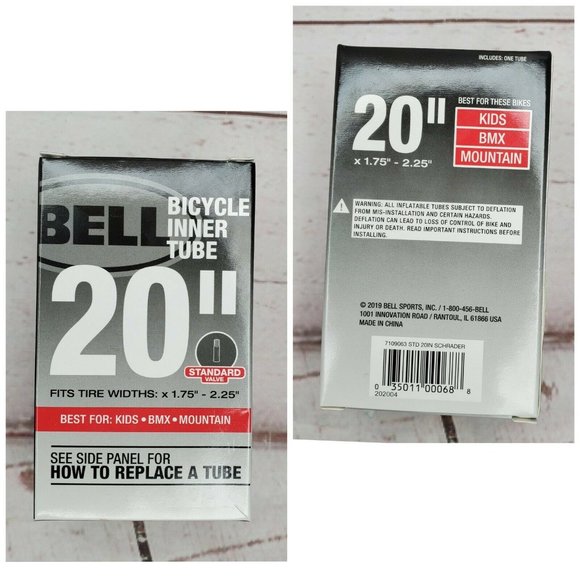 BELL
BICYCLE
INNER
TUBE
20"
STANDARD
VALVE
FITS TIRE WIDTHS: x 1.75" - 2.25"
BEST FOR: KIDS • BMX • MOUNTAIN
SEE SIDE PANEL FOR
HOW TO REPLACE A TUBE
INCLUDES: ONE TUBE
20"
x 1.75" - 2.25"
BEST FOR THESE BIKES
KIDS
BMX
MOUNTAIN
WARNING: ALL INFLATABLE TUBES SUBJECT TO DEFLATION
FROM MIS-INSTALLATION AND CERTAIN HAZARDS.
DEFLATION CAN LEAD TO LOSS OF CONTROL OF BIKE AND
INJURY OR DEATH. READ IMPORTANT INSTRUCTIONS BEFORE
INSTALLING.
© 2019 BELL SPORTS, INC. / 1-800-456-BELL
1001 INNOVATION ROAD / RANTOUL, IL 61866 USA
MADE IN CHINA
7109063 STD 20IN SCHRADER
0 35011 00068 8
202004